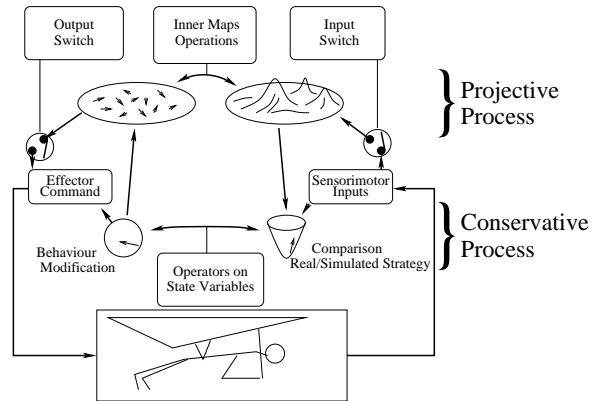 Output
Switch
Inner Maps
Operations
Input
Switch
Projective
Process
Effector
Command
Sensorimotor
Inputs
Behaviour
Modification
Comparison
Real/Simulated Strategy
Conservative
Process
Operators on
State Variables